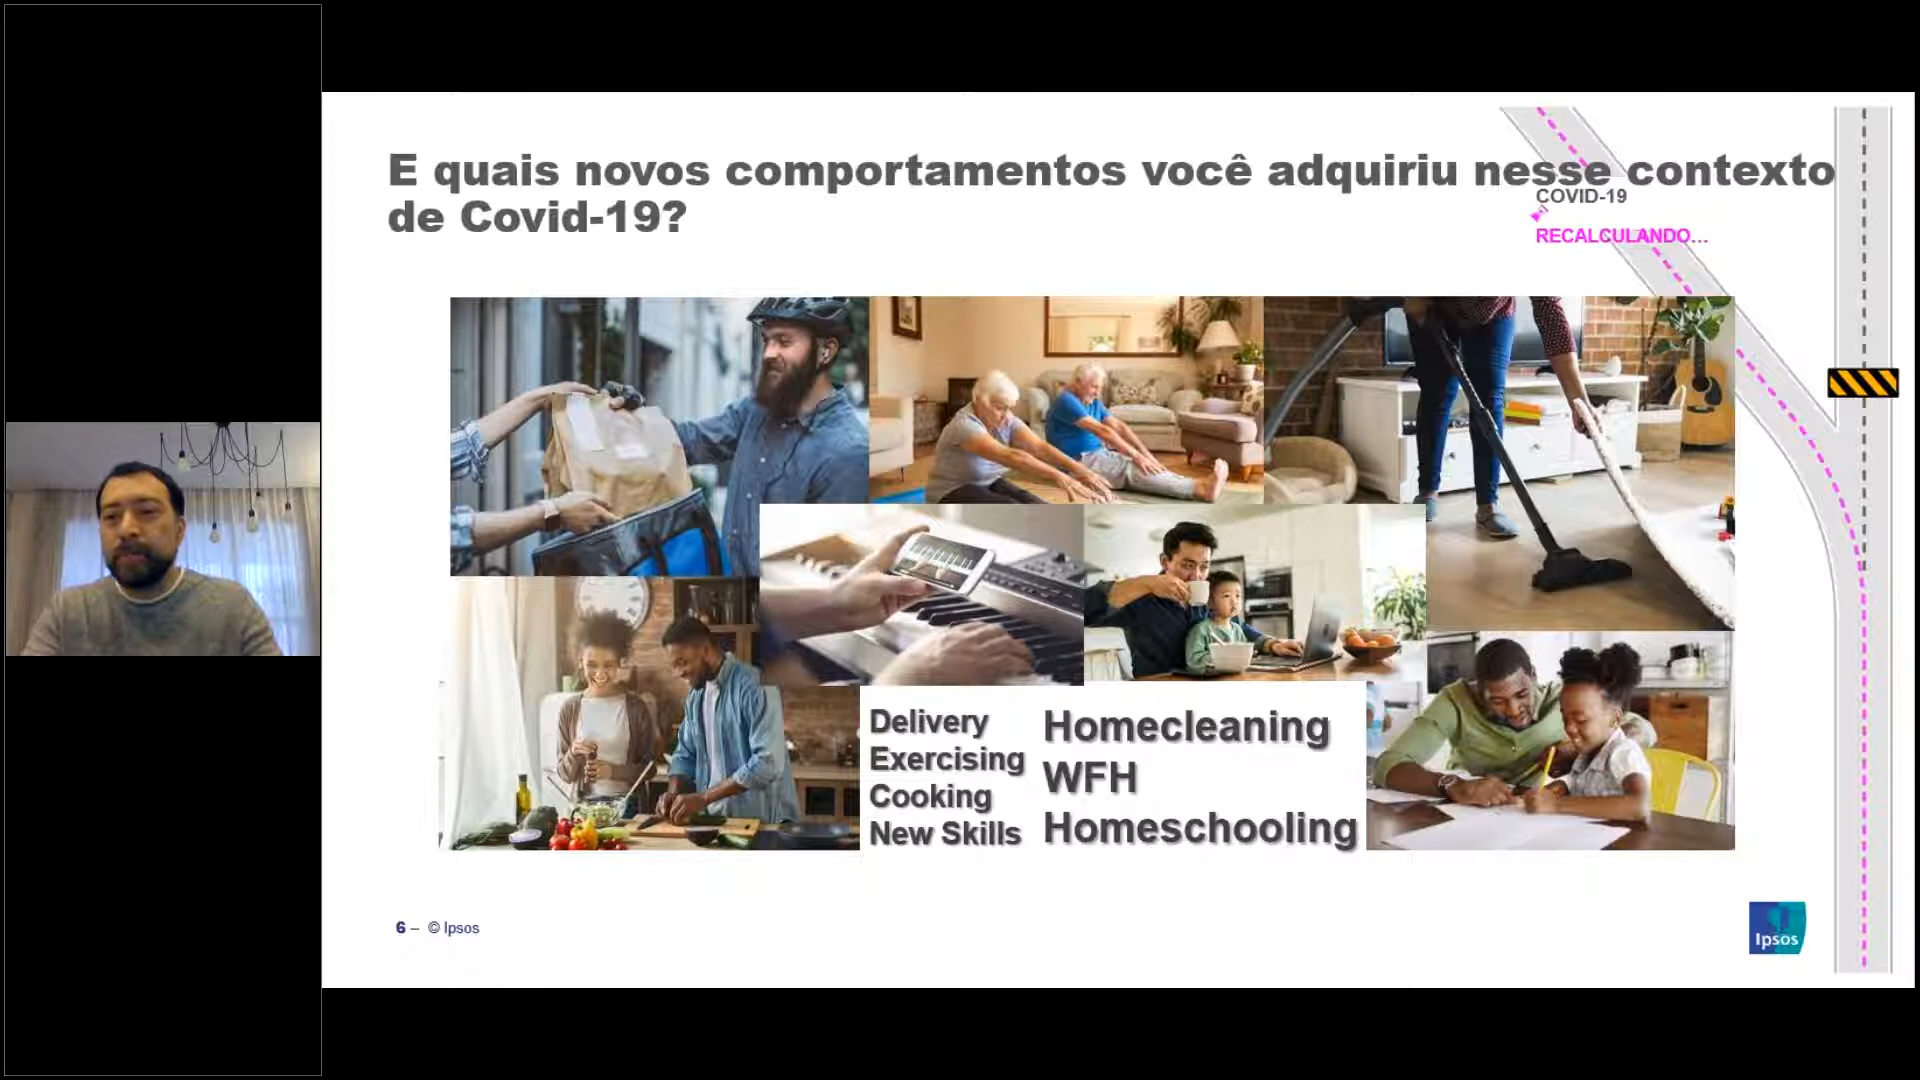 E quais novos comportamentos você adquiriu nesse contexto
de Covid-19?
COVID-19
RECALCULANDO...
Delivery
Exercising
Cooking
New Skills
Homecleaning
WFH
Homeschooling
6 – © Ipsos
Ipsos